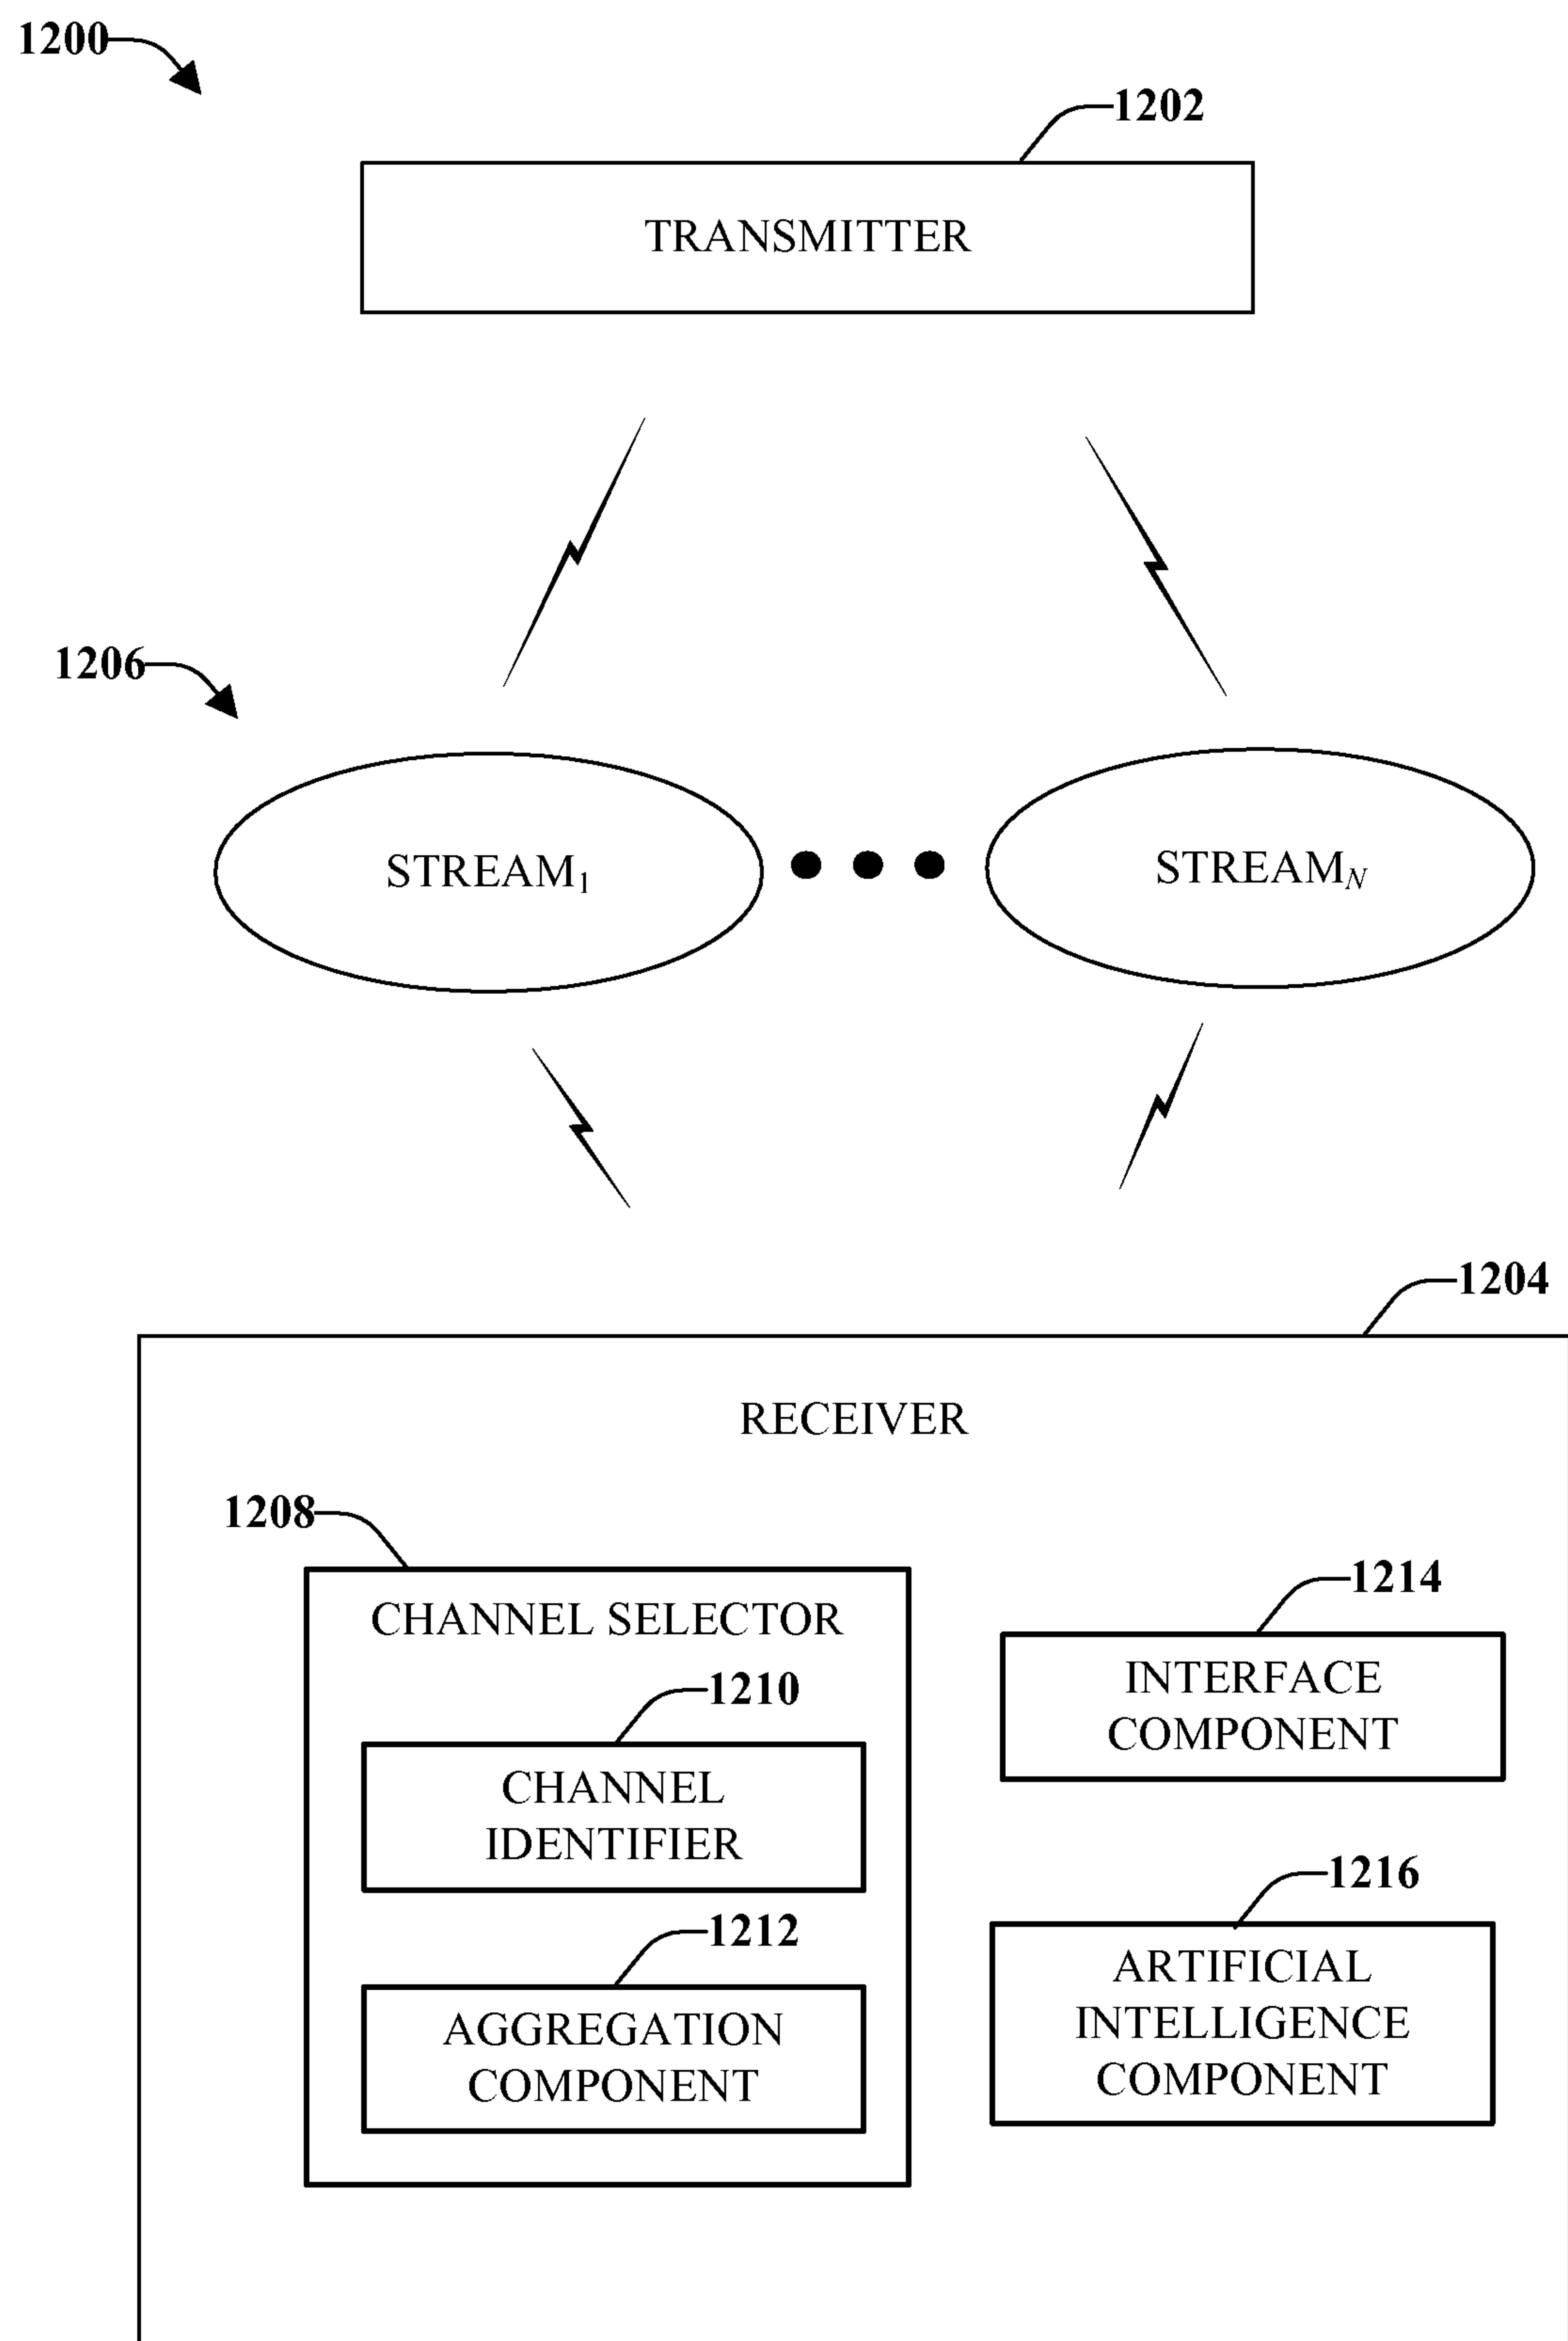 1200
1202
TRANSMITTER
1206
STREAM1
STREAMN
1204
RECEIVER
1208
CHANNEL SELECTOR
1210
CHANNEL
IDENTIFIER
1212
AGGREGATION
COMPONENT
1214
INTERFACE
COMPONENT
1216
ARTIFICIAL
INTELLIGENCE
COMPONENT